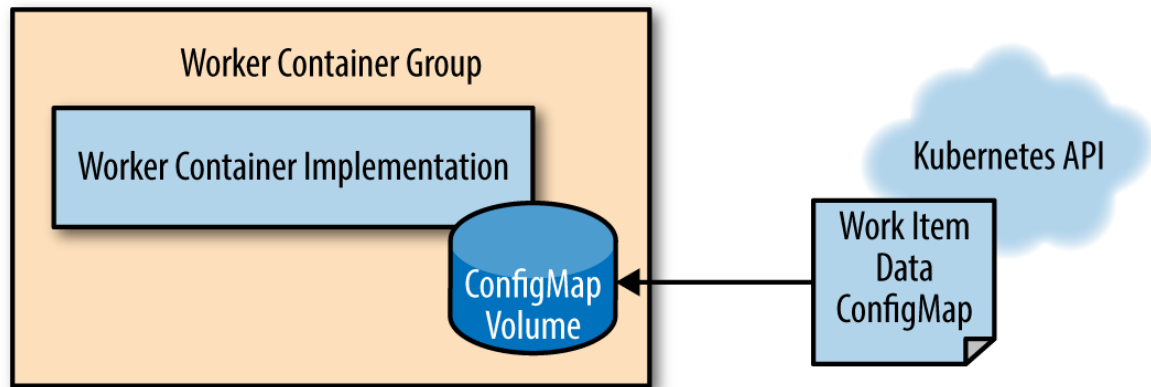 Worker Container Group
Worker Container Implementation
ConfigMap
Volume
Kubernetes API
Work Item
Data
ConfigMap